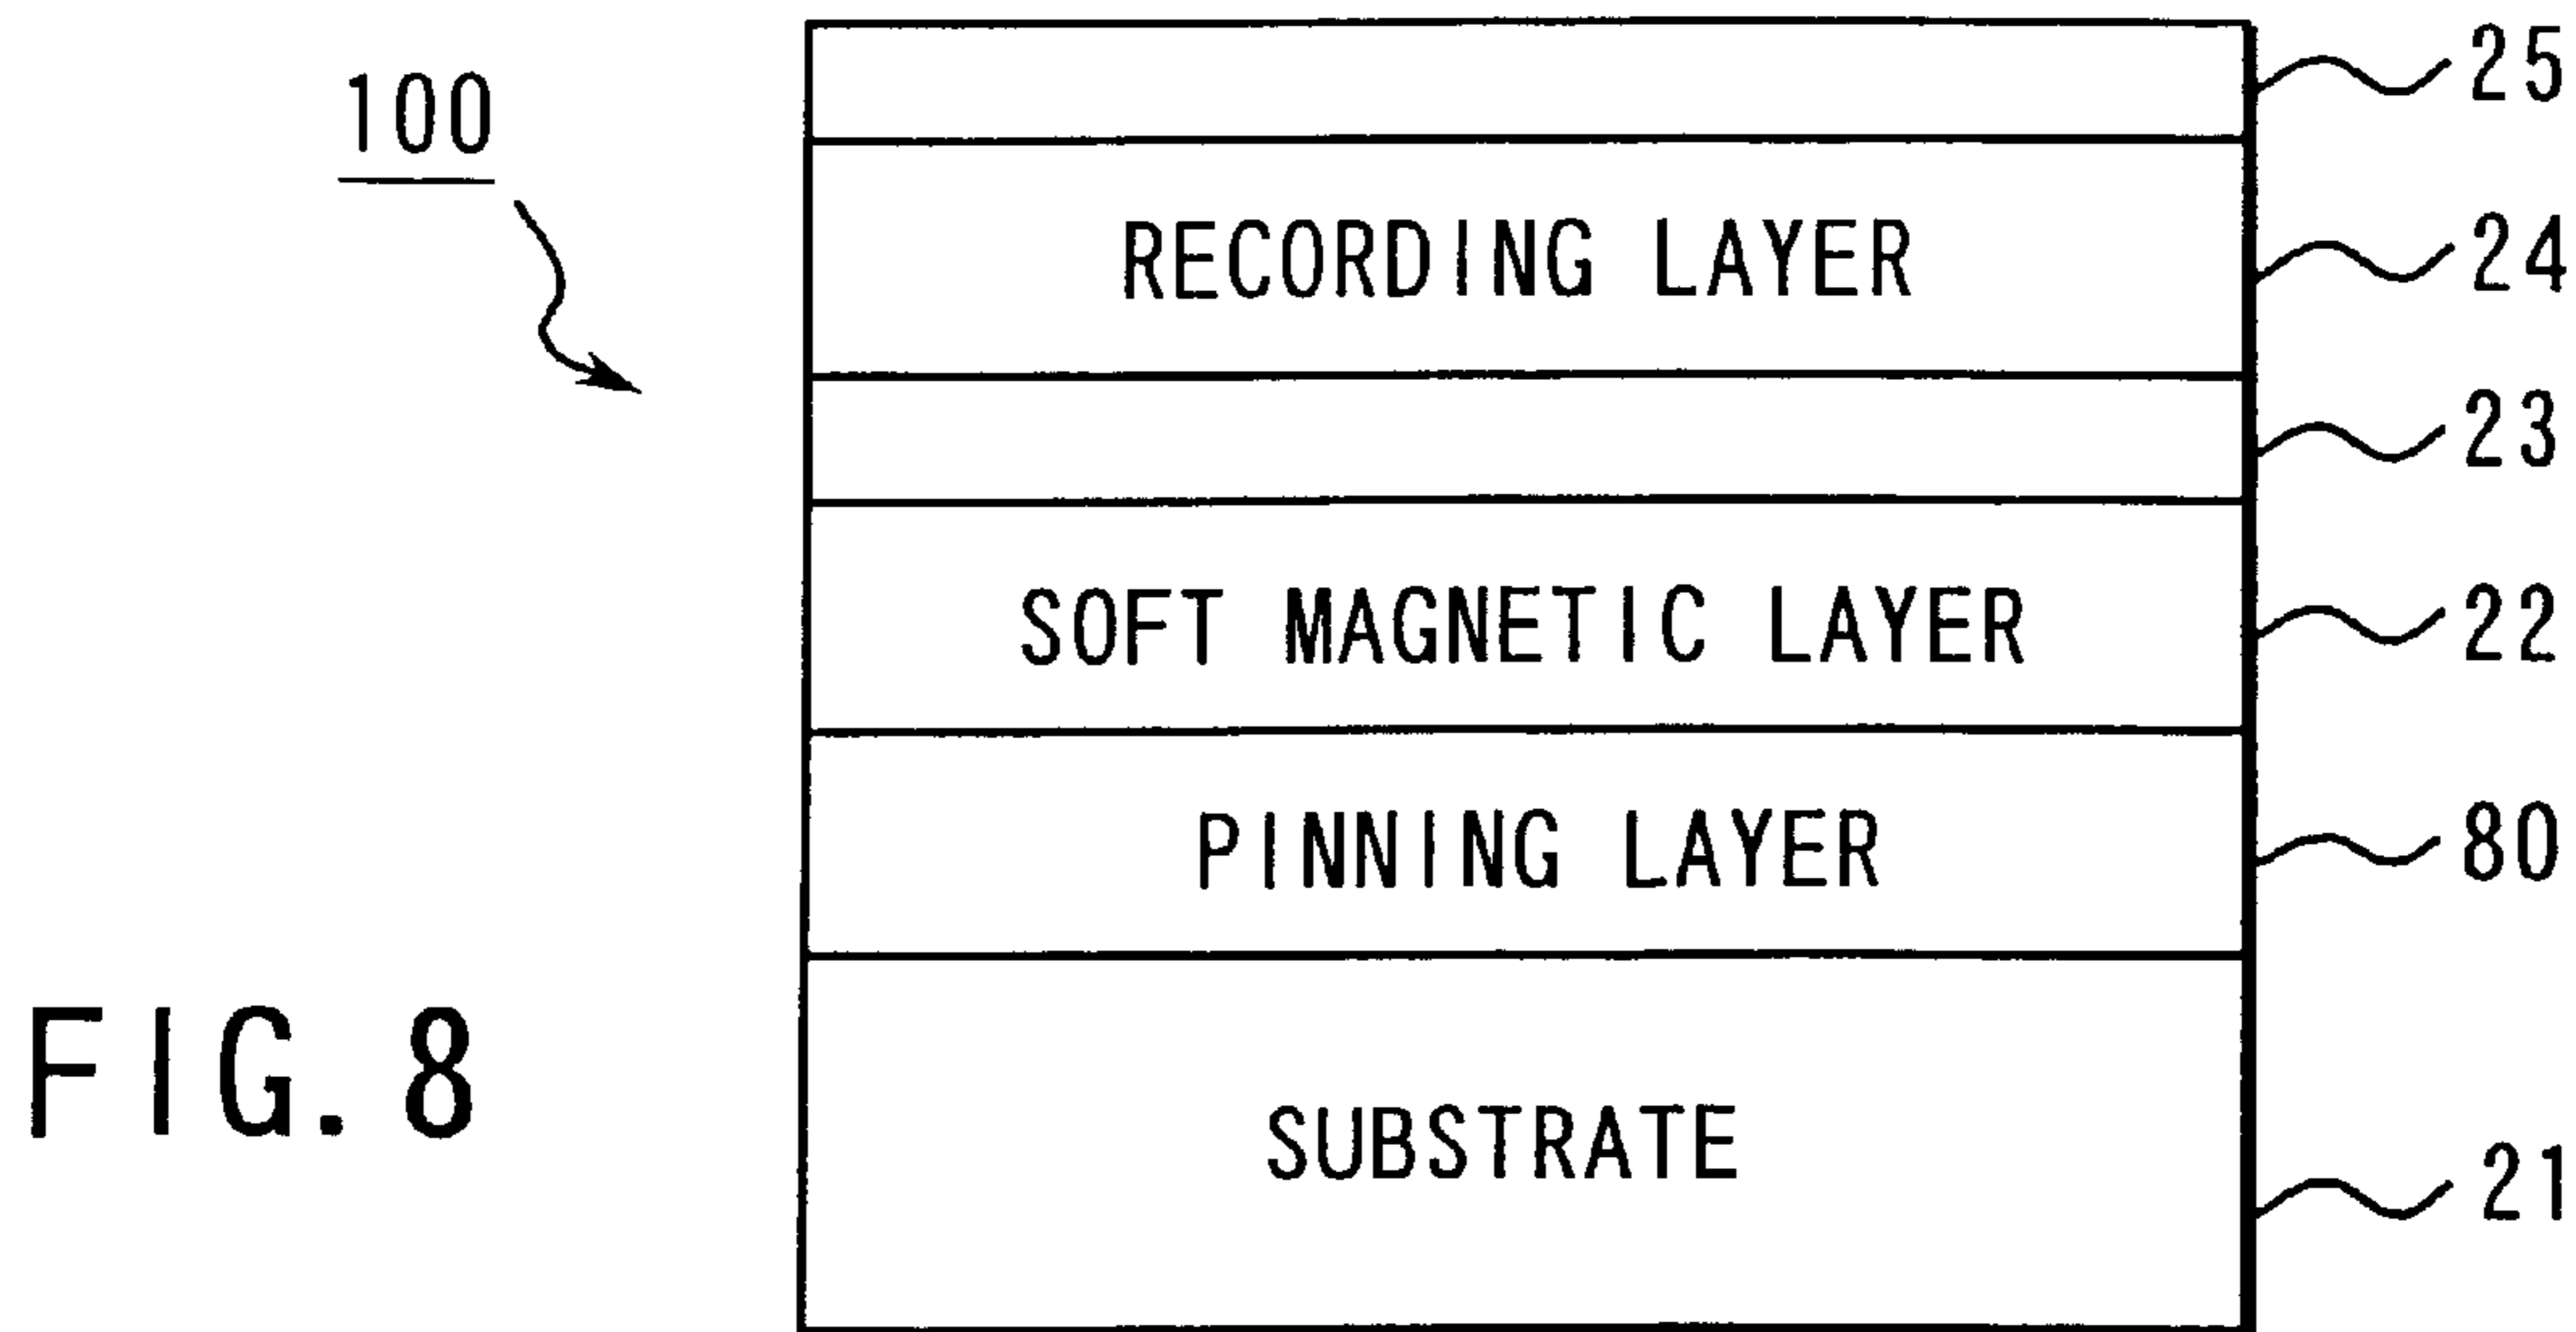 25
100
RECORDING LAYER 24
23
SOFT MAGNETIC LAYER 22
PINNING LAYER 80
FIG. 8
SUBSTRATE 21